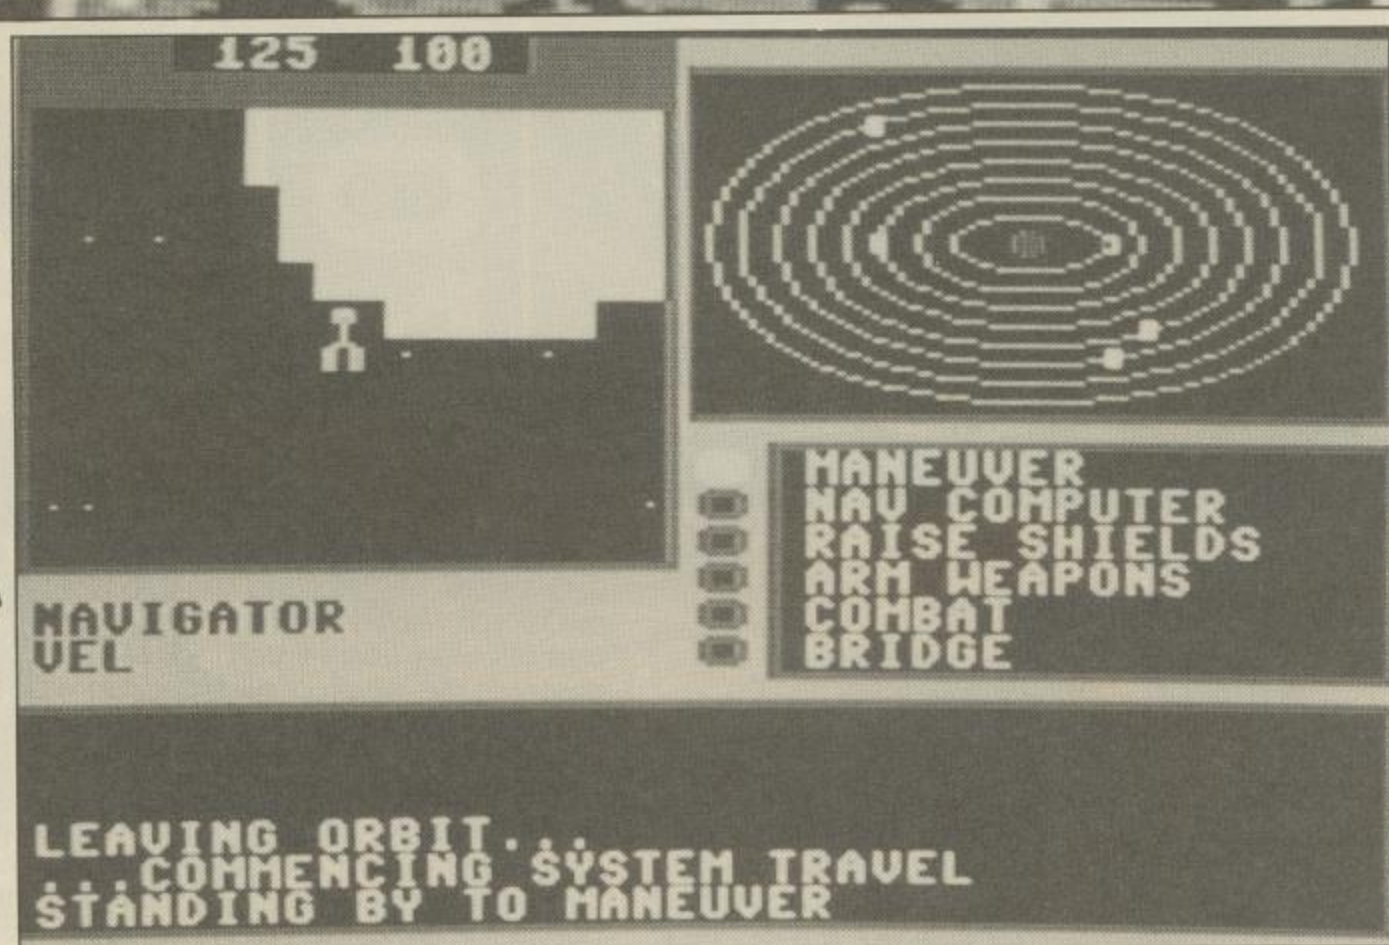 125 100
MANEUVER
NAV COMPUTER
RAISE SHIELDS
ARM WEAPONS
COMBAT
BRIDGE
NAVIGATOR
VEL
LEAVING ORBIT...
...COMMENCING SYSTEM TRAVEL
STANDING BY TO MANEUVER